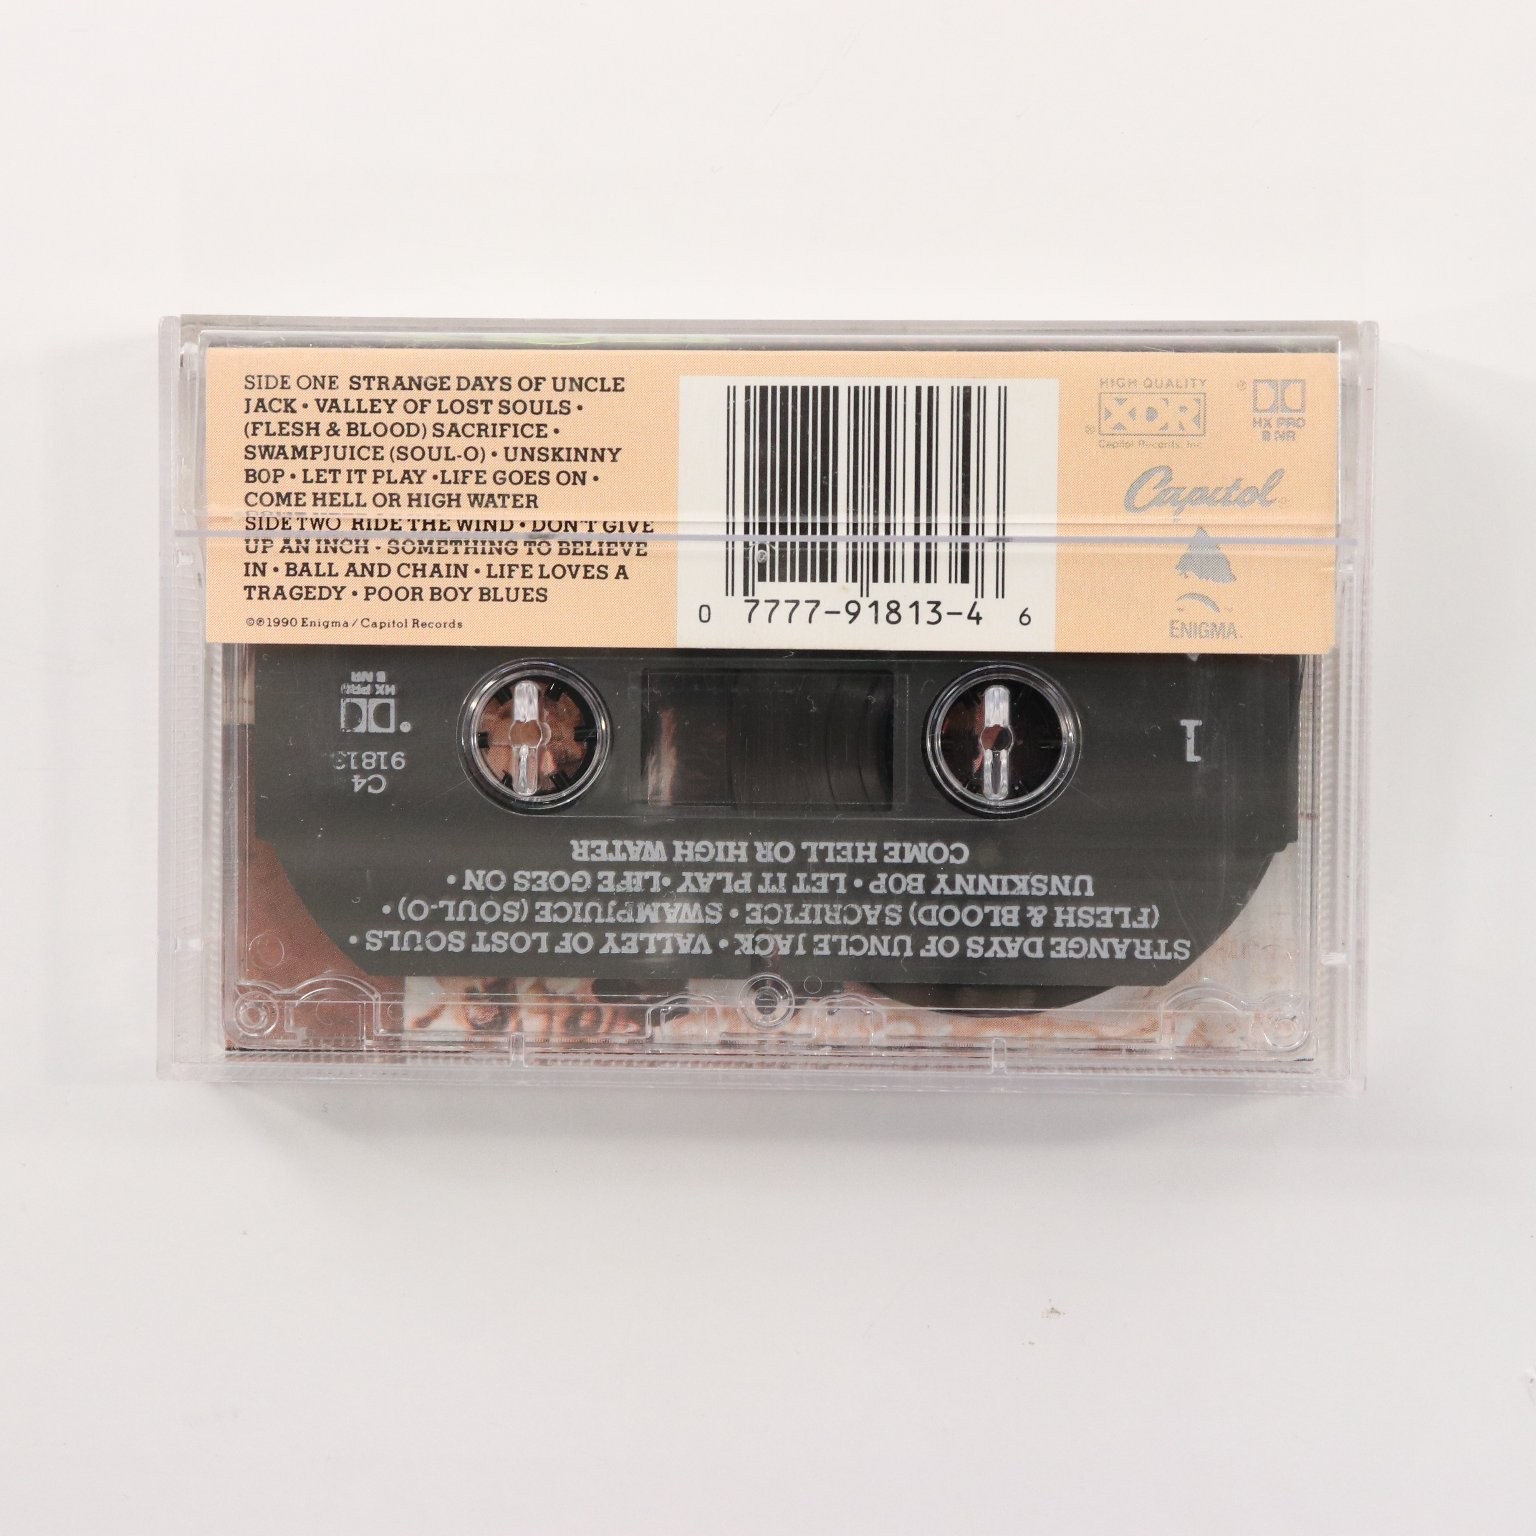 SIDE ONE STRANGE DAYS OF UNCLE
JACK • VALLEY OF LOST SOULS •
(FLESH & BLOOD) SACRIFICE •
SWAMPJUICE (SOUL-O) • UNSKINNY
BOP • LET IT PLAY •LIFE GOES ON •
COME HELL OR HIGH WATER
SIDE TWO RIDE THE WIND • DON'T GIVE
UP AN INCH • SOMETHING TO BELIEVE
IN • BALL AND CHAIN • LIFE LOVES A
TRAGEDY • POOR BOY BLUES
©℗1990 Enigma / Capitol Records
0 7777-91813-4 6
HIGH QUALITY
XDR
®
Capitol Records, Inc.
®
HX PRO
B NR
Capitol
®
ENIGMA.
STRANGE DAYS OF UNCLE JACK • VALLEY OF LOST SOULS •
(FLESH & BLOOD) SACRIFICE • SWAMPJUICE (SOUL-O) •
UNSKINNY BOP • LET IT PLAY •LIFE GOES ON •
COME HELL OR HIGH WATER
1
C4
91813
HX PRO
B NR